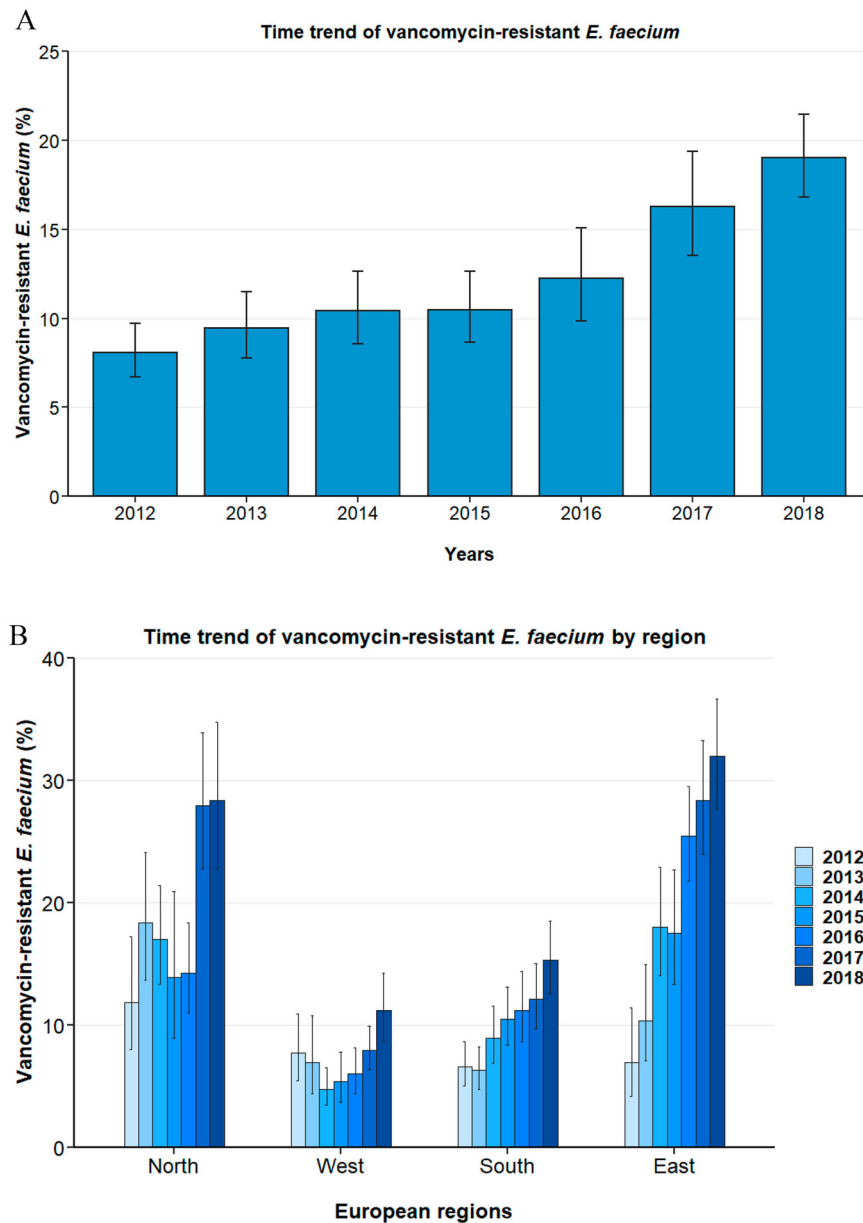 A
Time trend of vancomycin-resistant E. faecium
Vancomycin-resistant E. faecium (%)
25
20
15
10
5
0
2012 2013 2014 2015 2016 2017 2018
Years
B
Time trend of vancomycin-resistant E. faecium by region
Vancomycin-resistant E. faecium (%)
40
30
20
10
0
North West South East
European regions
2012
2013
2014
2015
2016
2017
2018